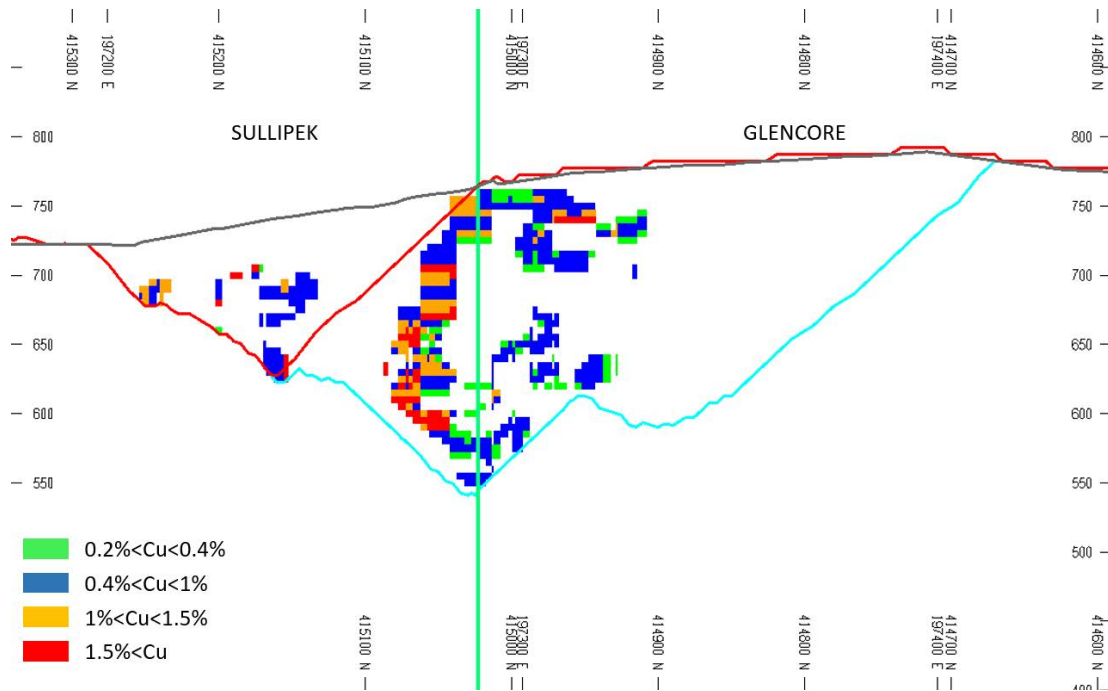 415300 N
197200 E
415200 N
415100 N
415000 N
197300 E
414900 N
414800 N
197400 E
414700 N
414600 N
SULLIPEK
GLENCORE
800
800
750
750
700
700
650
650
600
600
550
550
500
0.2%<Cu<0.4%
0.4%<Cu<1%
1%<Cu<1.5%
1.5%<Cu
415100 N
415000 N
197300 E
414900 N
414800 N
197400 E
414700 N
414600 N